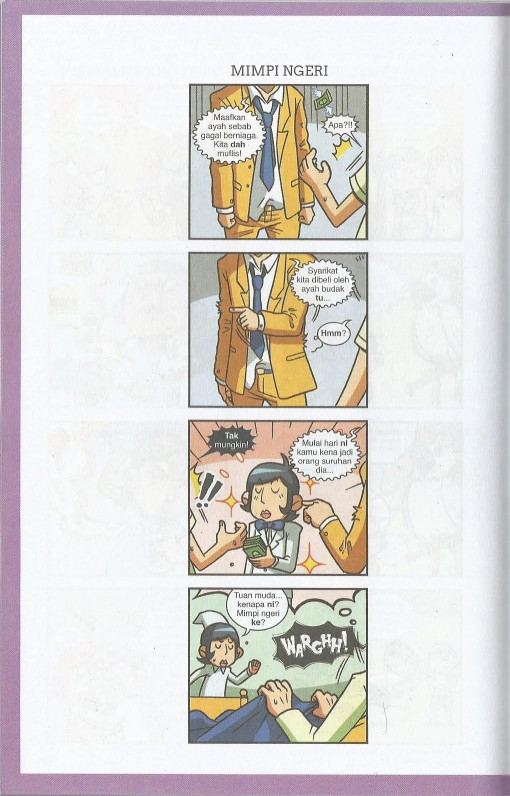 MIMPI NGERI
Maafkan
ayah sebab
gagal berniaga.
Kita dah
muflis!
Apa?!!
Syarikat
kita dibeli oleh
ayah budak
tu...
Hmm?
Tak
mungkin!
Mulai hari ni
kamu kena jadi
orang suruhan
dia...
!!
Tuan muda...
kenapa ni?
Mimpi ngeri
ke?
WARGHH!